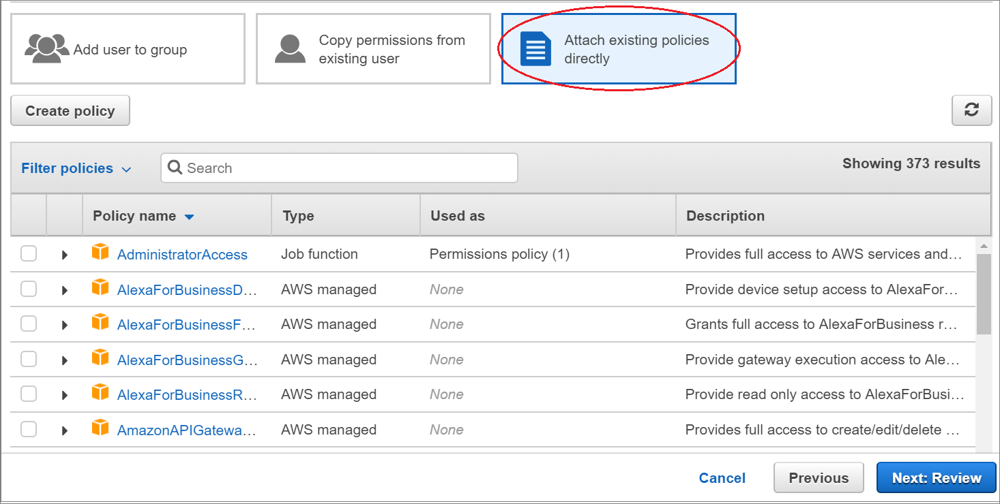 Add user to group
Copy permissions from
existing user
Attach existing policies
directly
Create policy
Filter policies
Search
Showing 373 results
Policy name Type Used as Description
AdministratorAccess Job function Permissions policy (1) Provides full access to AWS services and…
AlexaForBusinessD… AWS managed None Provide device setup access to AlexaFor…
AlexaForBusinessF… AWS managed None Grants full access to AlexaForBusiness r…
AlexaForBusinessG… AWS managed None Provide gateway execution access to Ale…
AlexaForBusinessR… AWS managed None Provide read only access to AlexaForBusi…
AmazonAPIGatewa… AWS managed None Provides full access to create/edit/delete …
Cancel Previous Next: Review